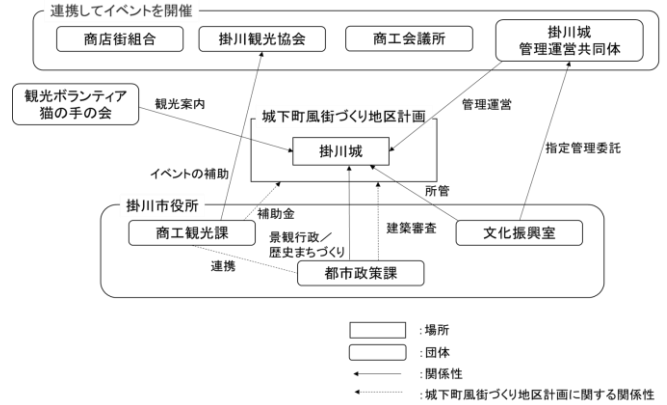 連携してイベントを開催
商店街組合
掛川観光協会
商工会議所
掛川城
管理運営共同体
観光ボランティア
猫の手の会
観光案内
城下町風街づくり地区計画
管理運営
掛川城
イベントの補助
指定管理委託
所管
掛川市役所
補助金
商工観光課
景観行政/
歴史まちづくり
建築審査
文化振興室
連携
都市政策課
:場所
:団体
:関係性
:城下町風街づくり地区計画に関する関係性